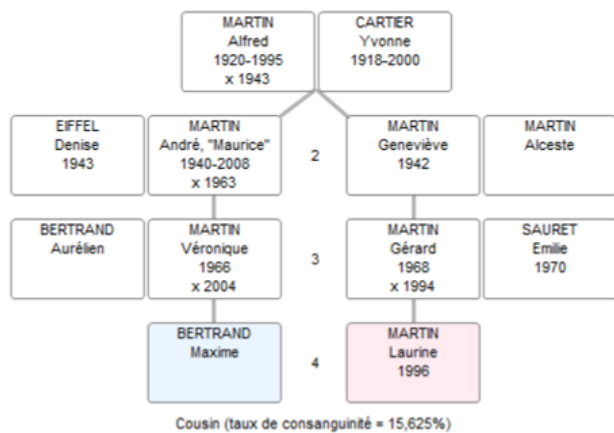 MARTIN
Alfred
1920-1995
x 1943
CARTIER
Yvonne
1918-2000
EIFFEL
Denise
1943
MARTIN
André, "Maurice"
1940-2008
x 1963
2
MARTIN
Geneviève
1942
MARTIN
Alceste
BERTRAND
Aurélien
MARTIN
Véronique
1966
x 2004
3
MARTIN
Gérard
1968
x 1994
SAURET
Emilie
1970
BERTRAND
Maxime
4
MARTIN
Laurine
1996
Cousin (taux de consanguinité = 15,625%)